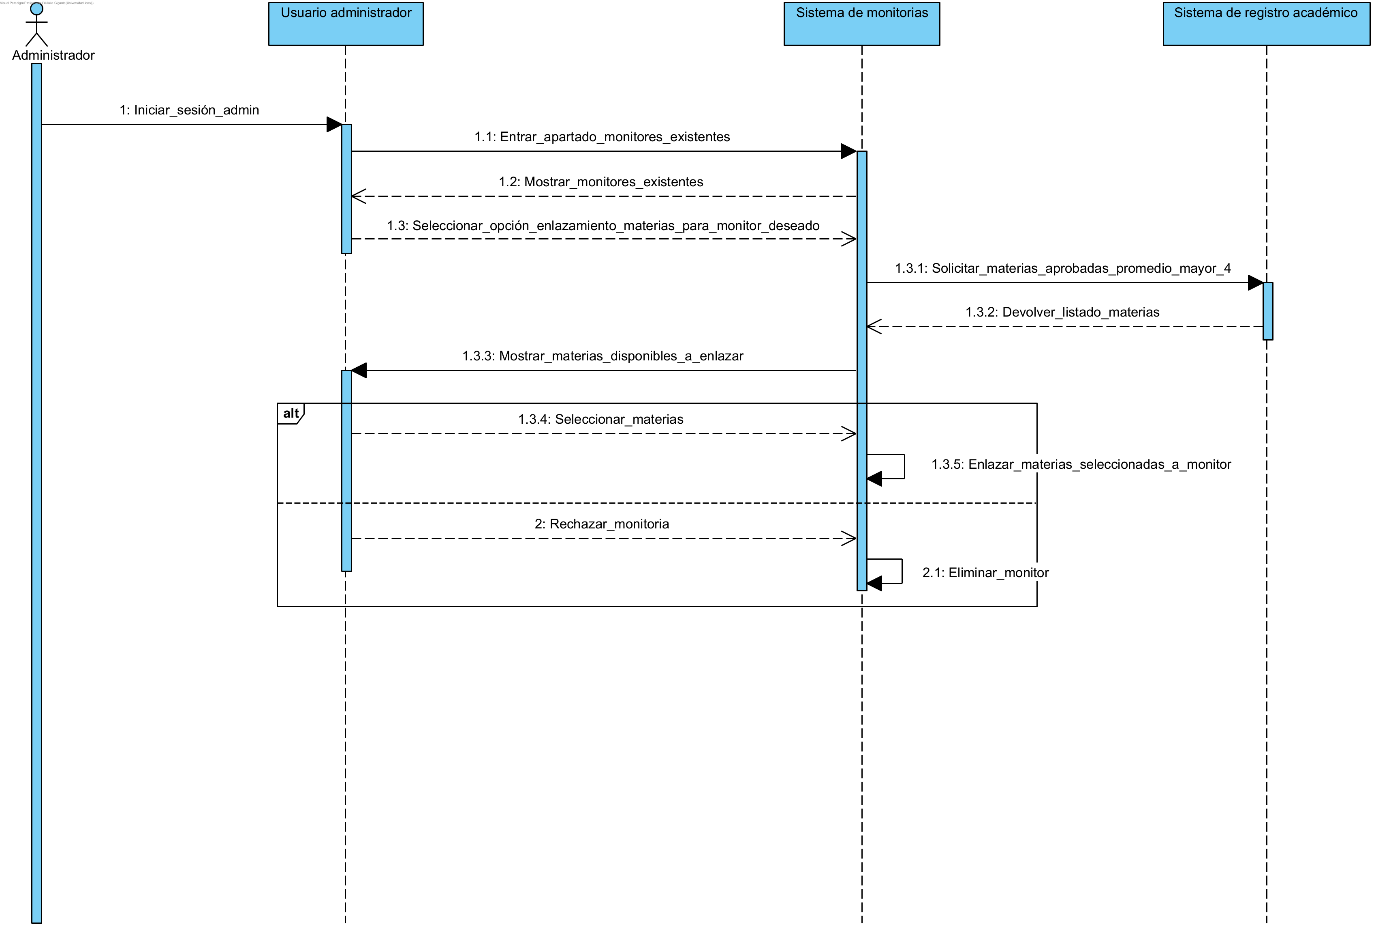 Usuario administrador
Sistema de monitorias
Sistema de registro académico
Administrador
1: Iniciar_sesión_admin
1.1: Entrar_apartado_monitores_existentes
1.2: Mostrar_monitores_existentes
1.3: Seleccionar_opción_enlazamiento_materias_para_monitor_deseado
1.3.1: Solicitar_materias_aprobadas_promedio_mayor_4
1.3.2: Devolver_listado_materias
1.3.3: Mostrar_materias_disponibles_a_enlazar
alt
1.3.4: Seleccionar_materias
1.3.5: Enlazar_materias_seleccionadas_a_monitor
2: Rechazar_monitoria
2.1: Eliminar_monitor